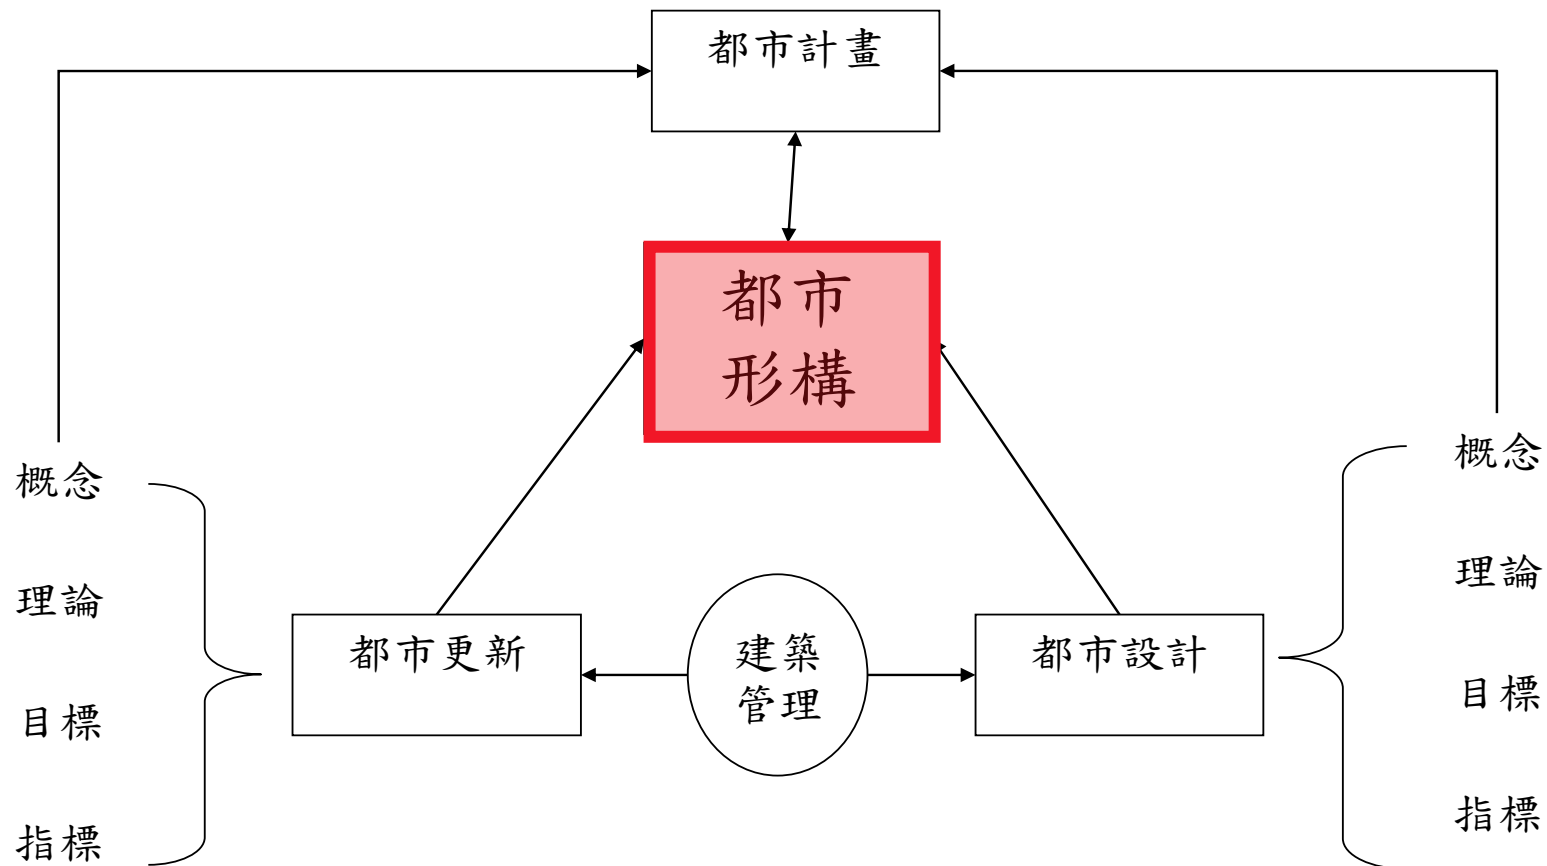 都市計畫
都市
形構
概念
理論
目標
指標
都市更新
建築
管理
都市設計
概念
理論
目標
指標